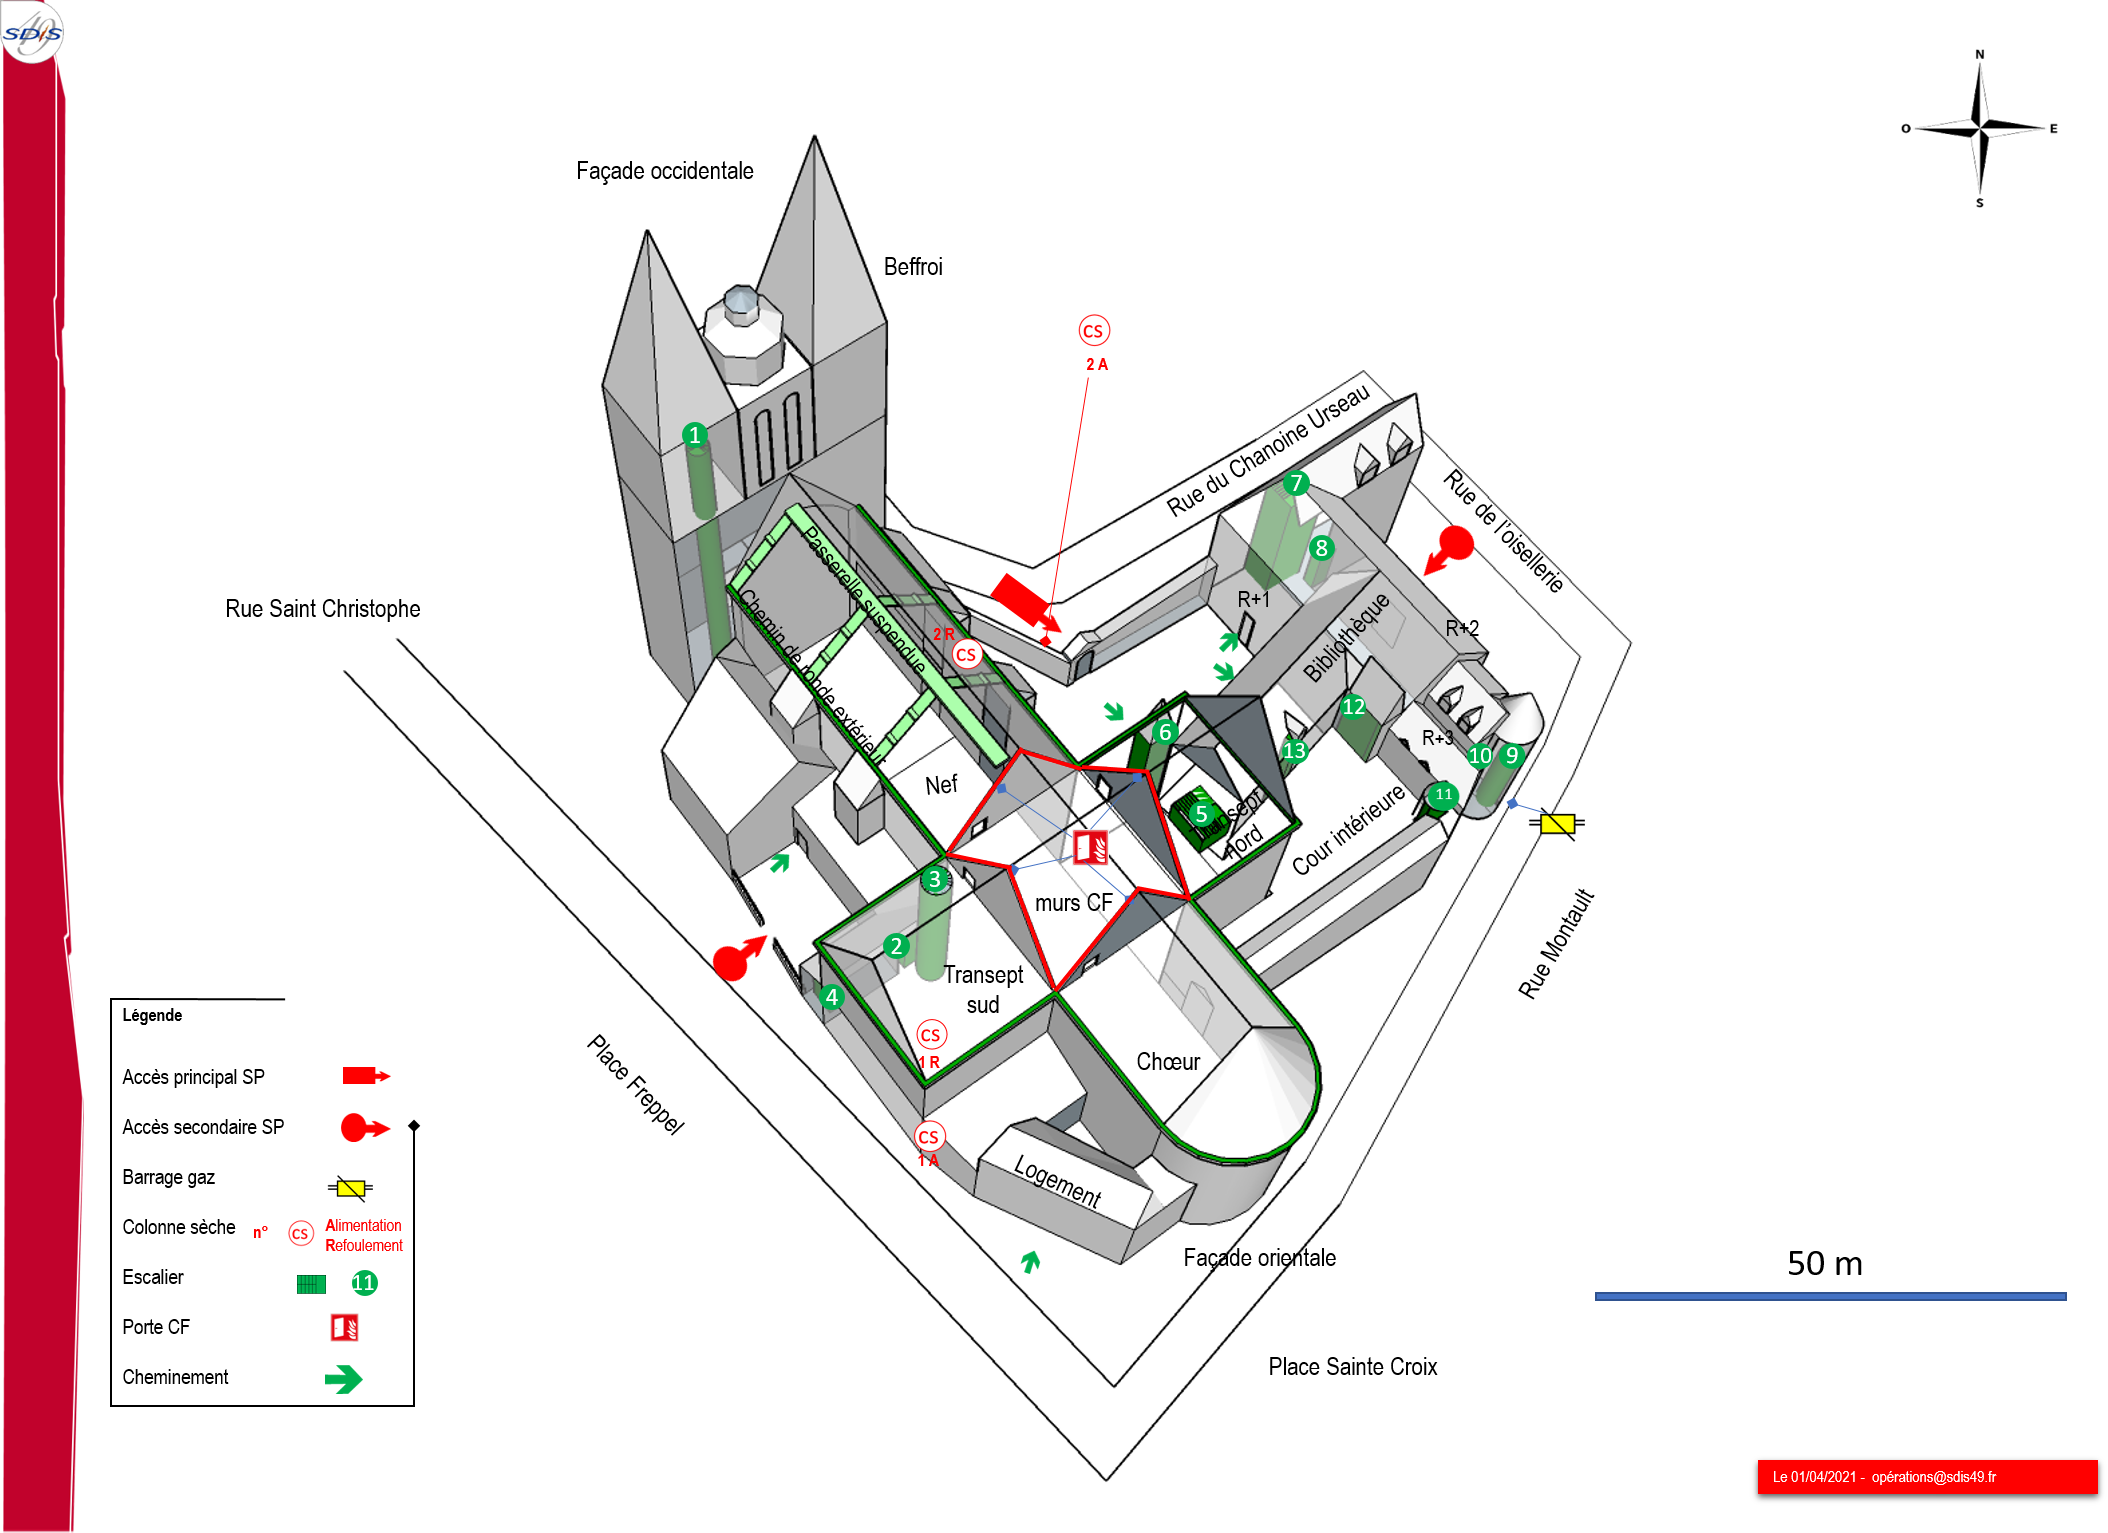 SDIS 49
N
O
E
S
Façade occidentale
Beffroi
CS
2 A
Rue du Chanoine Urseau
Rue de l'oisellerie
1
7
8
Passerelle suspendue
Chemin de ronde extérieur
Rue Saint Christophe
2 R
CS
R+1
R+2
Bibliothèque
12
6
13
R+3
10
9
11
Nef
5
Transept
nord
Cour intérieure
murs CF
3
2
4
Transept
sud
Rue Montault
CS
1 R
Place Freppel
Chœur
CS
1 A
Logement
Façade orientale
50 m
Place Sainte Croix
Légende
Accès principal SP
Accès secondaire SP
Barrage gaz
Colonne sèche n° CS Alimentation
Refoulement
Escalier 11
Porte CF
Cheminement
Le 01/04/2021 - opérations@sdis49.fr